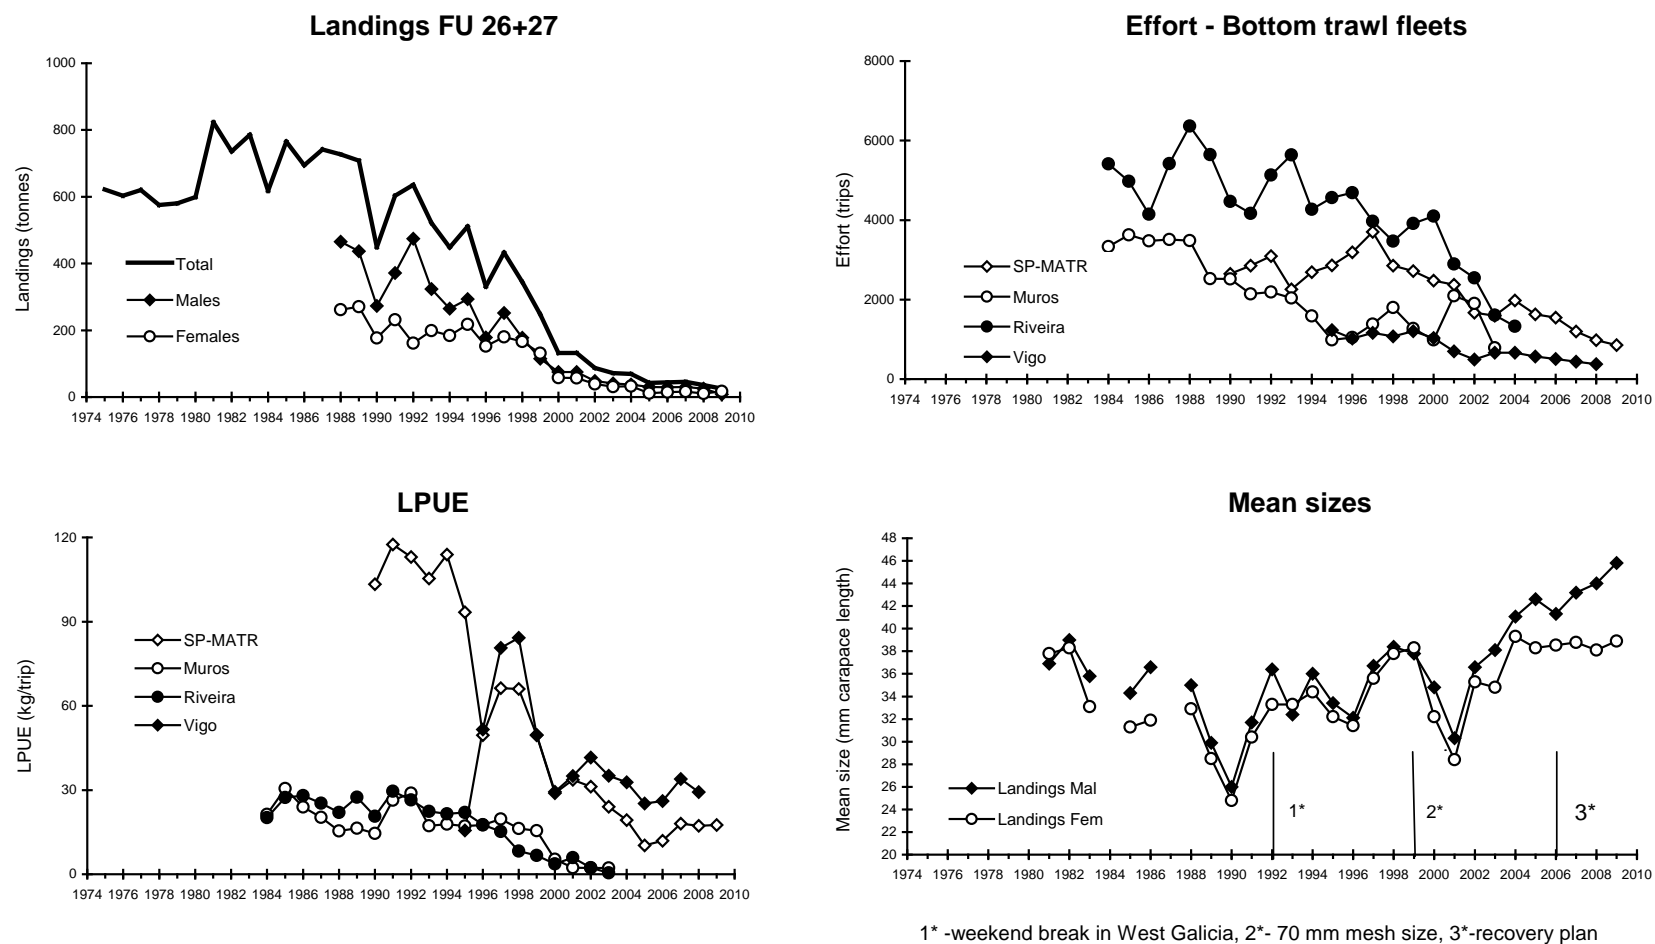 Landings FU 26+27
1000
800
600
400
200
0
Landings (tonnes)
Total
Males
Females
1974 1976 1978 1980 1982 1984 1986 1988 1990 1992 1994 1996 1998 2000 2002 2004 2006 2008 2010
Effort - Bottom trawl fleets
8000
6000
4000
2000
0
Effort (trips)
SP-MATR
Muros
Riveira
Vigo
1974 1976 1978 1980 1982 1984 1986 1988 1990 1992 1994 1996 1998 2000 2002 2004 2006 2008 2010
LPUE
120
90
60
30
0
LPUE (kg/trip)
SP-MATR
Muros
Riveira
Vigo
1974 1976 1978 1980 1982 1984 1986 1988 1990 1992 1994 1996 1998 2000 2002 2004 2006 2008 2010
Mean sizes
48
46
44
42
40
38
36
34
32
30
28
26
24
22
20
Mean size (mm carapace length)
Landings Mal
Landings Fem
1*
2*
3*
1974 1976 1978 1980 1982 1984 1986 1988 1990 1992 1994 1996 1998 2000 2002 2004 2006 2008 2010
1* -weekend break in West Galicia, 2*- 70 mm mesh size, 3*-recovery plan